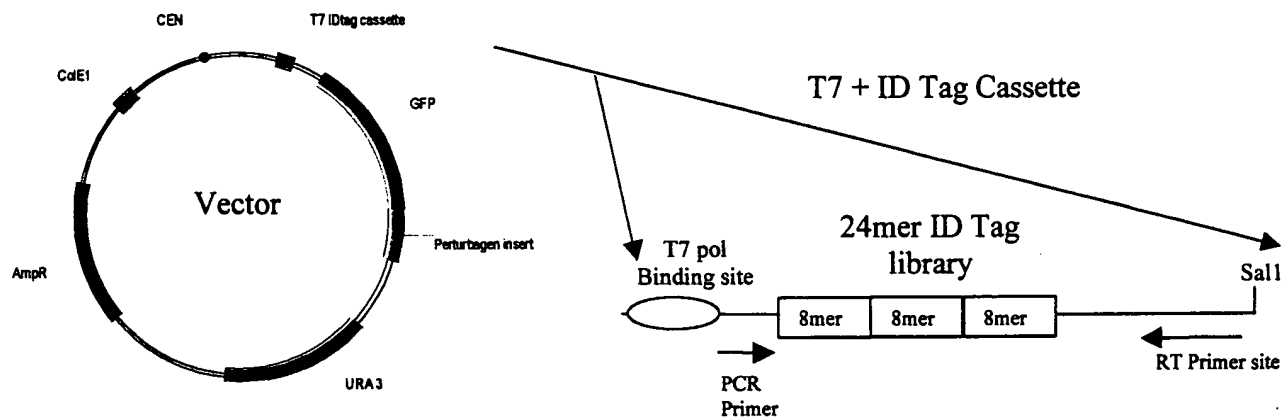 CEN
T7 IDtag cassette
ColE1
GFP
T7 + ID Tag Cassette
Vector
Perturbagen insert
AmpR
URA3
24mer ID Tag
library
T7 pol
Binding site
Sal1
8mer 8mer 8mer
PCR
Primer
RT Primer site